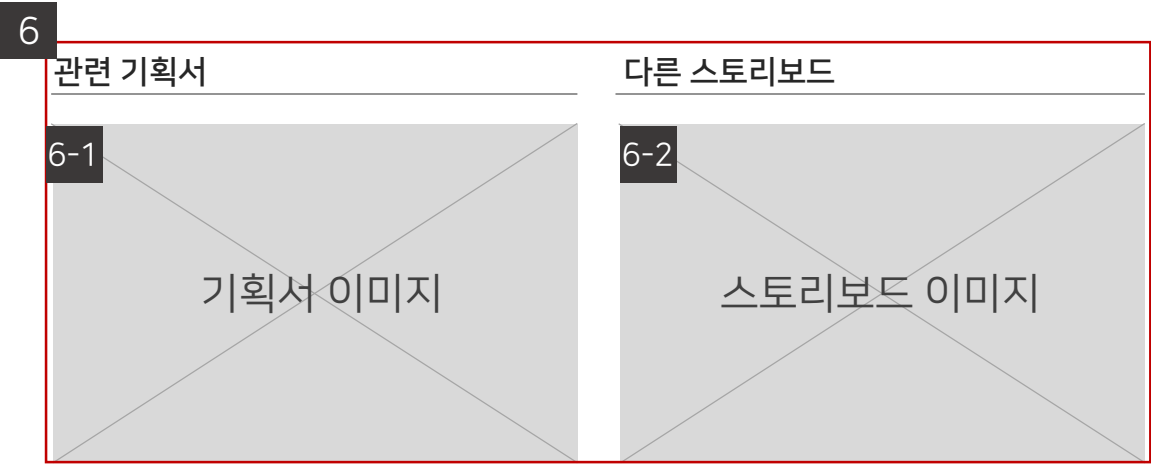 6
관련 기획서
다른 스토리보드
6-1
6-2
기획서 이미지
스토리보드 이미지